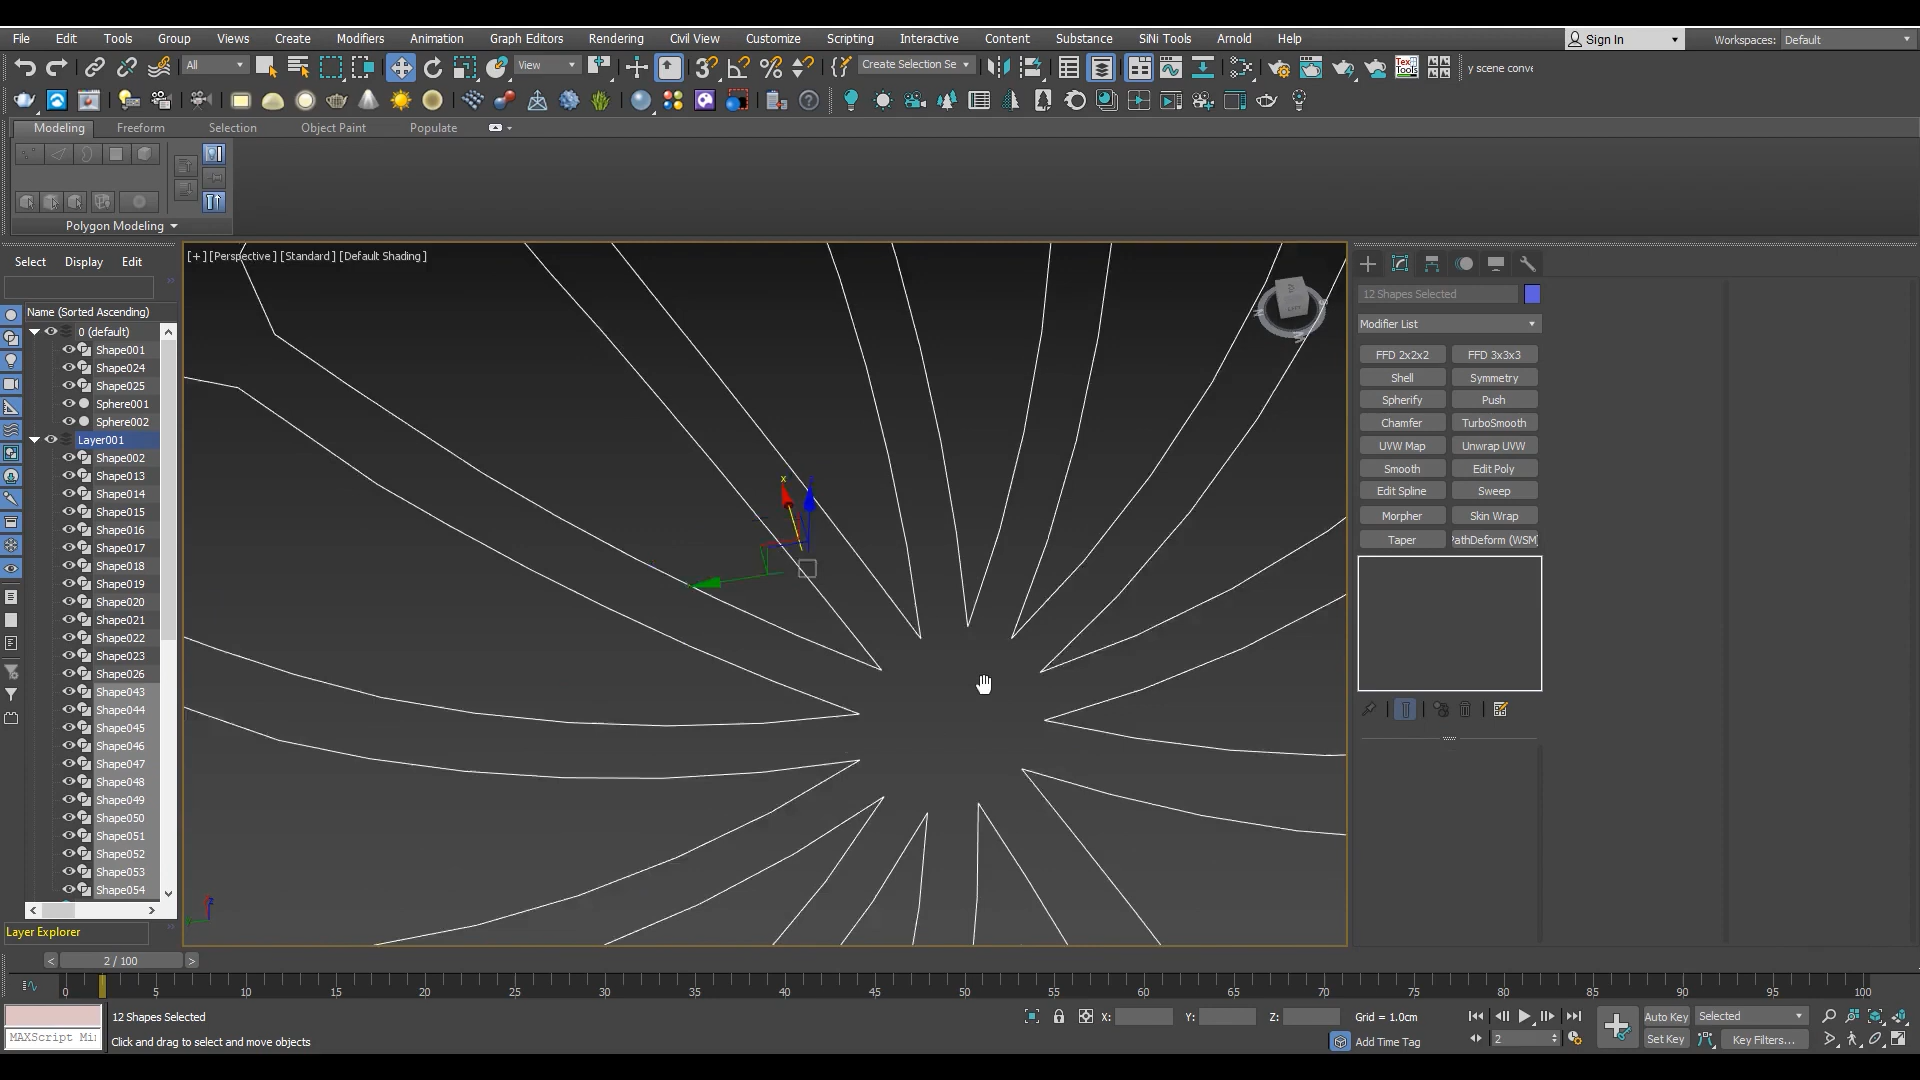 File Edit Tools Group Views Create Modifiers Animation Graph Editors Rendering Civil View Customize Scripting Interactive Content Substance SiNi Tools Arnold Help Sign In Workspaces: Default
All View Create Selection Se y scene conve
Modeling Freeform Selection Object Paint Populate
Polygon Modeling
Select Display Edit
[+] [Perspective] [Standard] [Default Shading]
12 Shapes Selected
Name (Sorted Ascending)
Modifier List
0 (default)
Shape001
FFD 2x2x2 FFD 3x3x3
Shape024
Shell Symmetry
Shape025
Spherify Push
Sphere001
Chamfer TurboSmooth
Sphere002
Layer001
UVW Map Unwrap UVW
Shape002
Smooth Edit Poly
Shape013
Edit Spline Sweep
Shape014
Shape015
Morpher Skin Wrap
Shape016
Taper PathDeform (WSM)
Shape017
Shape018
Shape019
Shape020
Shape021
Shape022
Shape023
Shape026
Shape043
Shape044
Shape045
Shape046
Shape047
Shape048
Shape049
Shape050
Shape051
Shape052
Shape053
Shape054
x
Layer Explorer
< 2 / 100 >
0 5 10 15 20 25 30 35 40 45 50 55 60 65 70 75 80 85 90 95 100
12 Shapes Selected X: Y: Z: Grid = 1.0cm Auto Key Selected
MAXScript Mi Click and drag to select and move objects Add Time Tag 2 Set Key Key Filters...